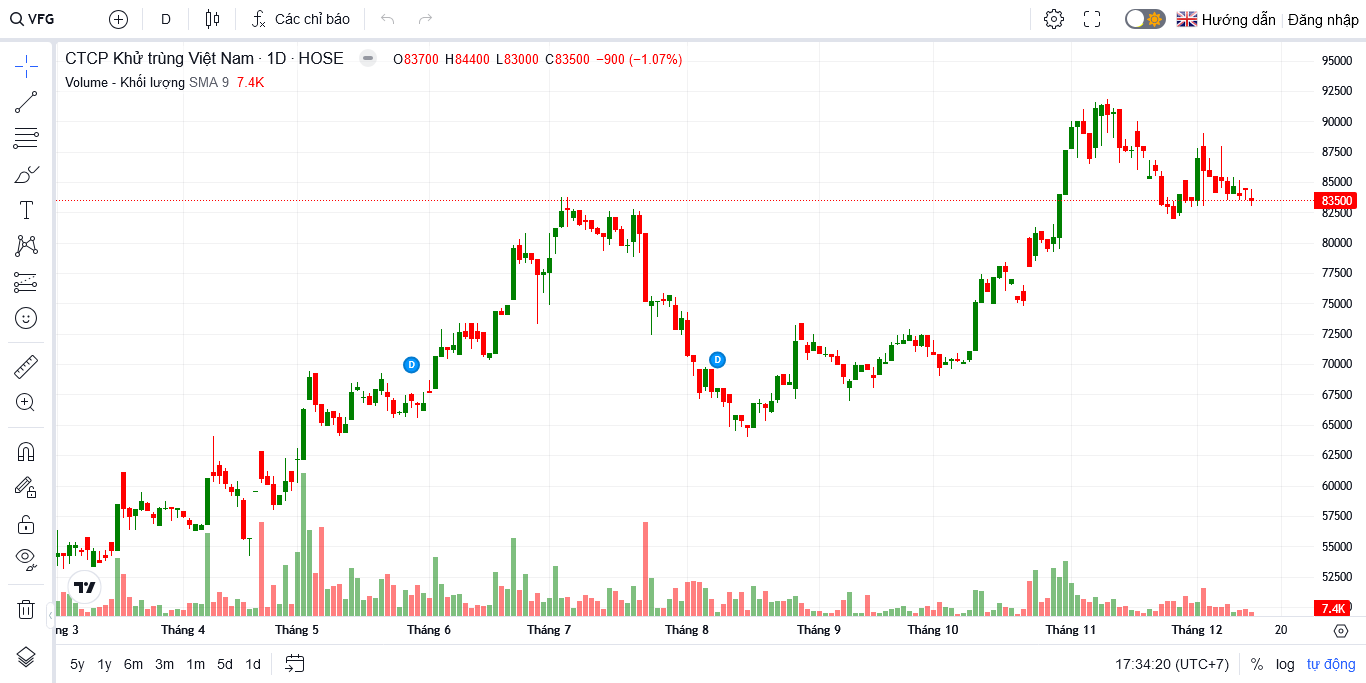 VFG D Các chỉ báo Hướng dẫn Đăng nhập
CTCP Khử trùng Việt Nam · 1D · HOSE O83700 H84400 L83000 C83500 −900 (−1.07%)
Volume - Khối lượng SMA 9 7.4K
95000
92500
90000
87500
85000
83500
82500
80000
77500
75000
72500
70000
67500
65000
62500
60000
57500
55000
52500
7.4K
D
D
ng 3 Tháng 4 Tháng 5 Tháng 6 Tháng 7 Tháng 8 Tháng 9 Tháng 10 Tháng 11 Tháng 12 20
5y 1y 6m 3m 1m 5d 1d 17:34:20 (UTC+7) % log tự động